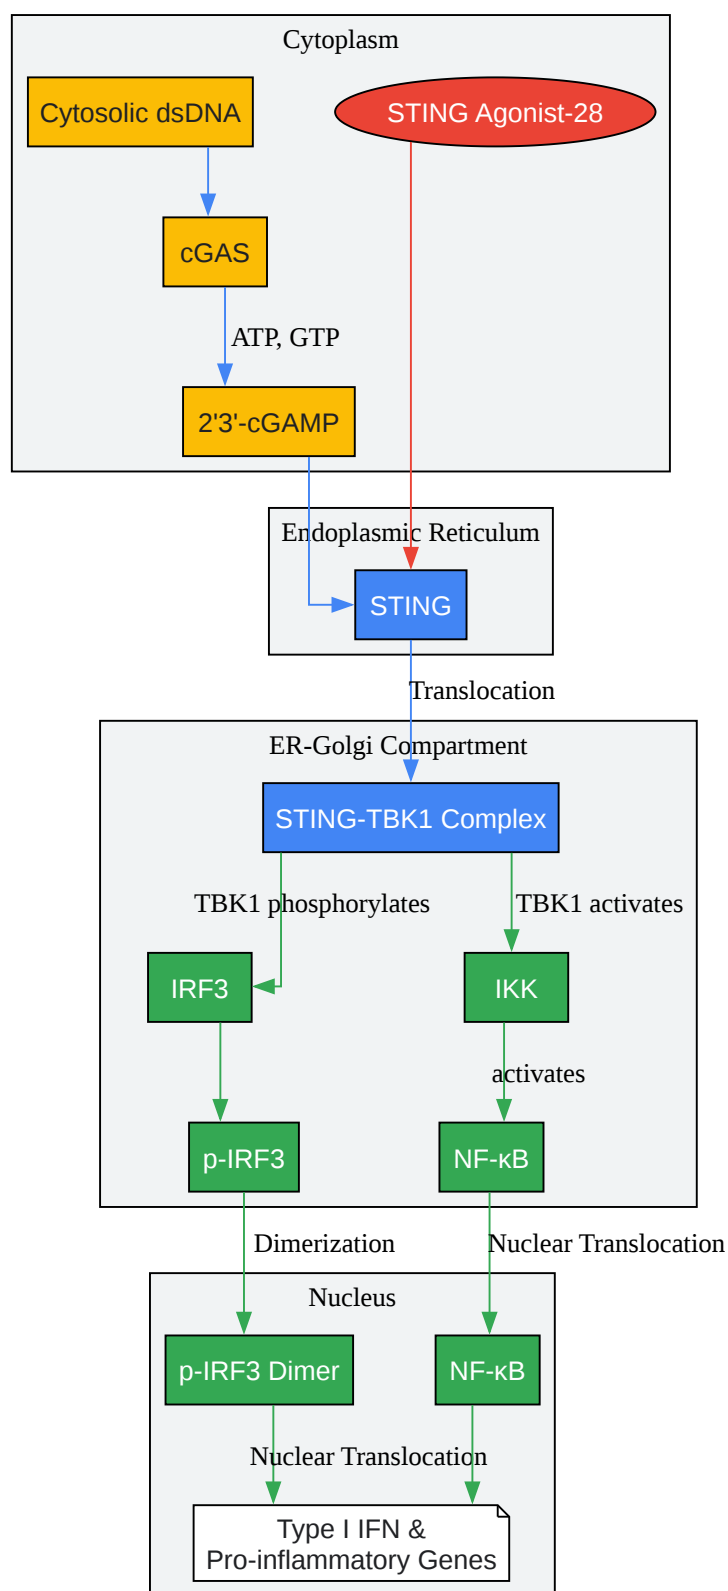 Cytoplasm
Cytosolic dsDNA
STING Agonist-28
cGAS
ATP, GTP
2'3'-cGAMP
Endoplasmic Reticulum
STING
Translocation
ER-Golgi Compartment
STING-TBK1 Complex
TBK1 phosphorylates
TBK1 activates
IRF3
IKK
activates
p-IRF3
NF-κB
Dimerization
Nuclear Translocation
Nucleus
p-IRF3 Dimer
NF-κB
Nuclear Translocation
Type I IFN &
Pro-inflammatory Genes